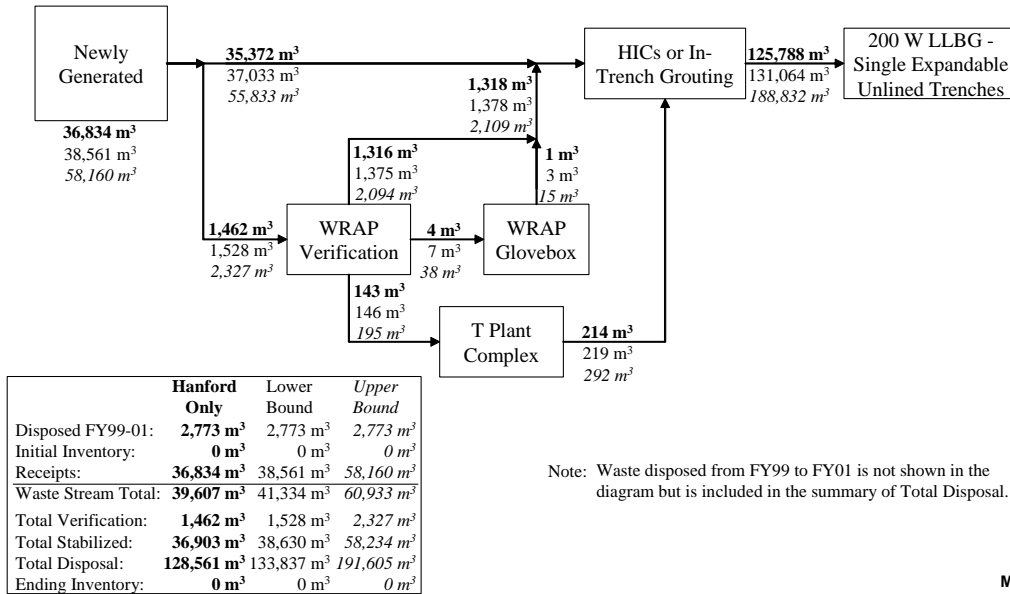 Newly
Generated
36,834 m³
38,561 m³
58,160 m³
35,372 m³
37,033 m³
55,833 m³
1,318 m³
1,378 m³
2,109 m³
HICs or In-
Trench Grouting
125,788 m³
131,064 m³
188,832 m³
200 W LLBG -
Single Expandable
Unlined Trenches
1,316 m³
1,375 m³
2,094 m³
1 m³
3 m³
15 m³
1,462 m³
1,528 m³
2,327 m³
WRAP
Verification
4 m³
7 m³
38 m³
WRAP
Glovebox
143 m³
146 m³
195 m³
T Plant
Complex
214 m³
219 m³
292 m³
Hanford Lower Upper
Only Bound Bound
Disposed FY99-01: 2,773 m³ 2,773 m³ 2,773 m³
Initial Inventory: 0 m³ 0 m³ 0 m³
Receipts: 36,834 m³ 38,561 m³ 58,160 m³
Waste Stream Total: 39,607 m³ 41,334 m³ 60,933 m³
Total Verification: 1,462 m³ 1,528 m³ 2,327 m³
Total Stabilized: 36,903 m³ 38,630 m³ 58,234 m³
Total Disposal: 128,561 m³ 133,837 m³ 191,605 m³
Ending Inventory: 0 m³ 0 m³ 0 m³
Note: Waste disposed from FY99 to FY01 is not shown in the
diagram but is included in the summary of Total Disposal.
M